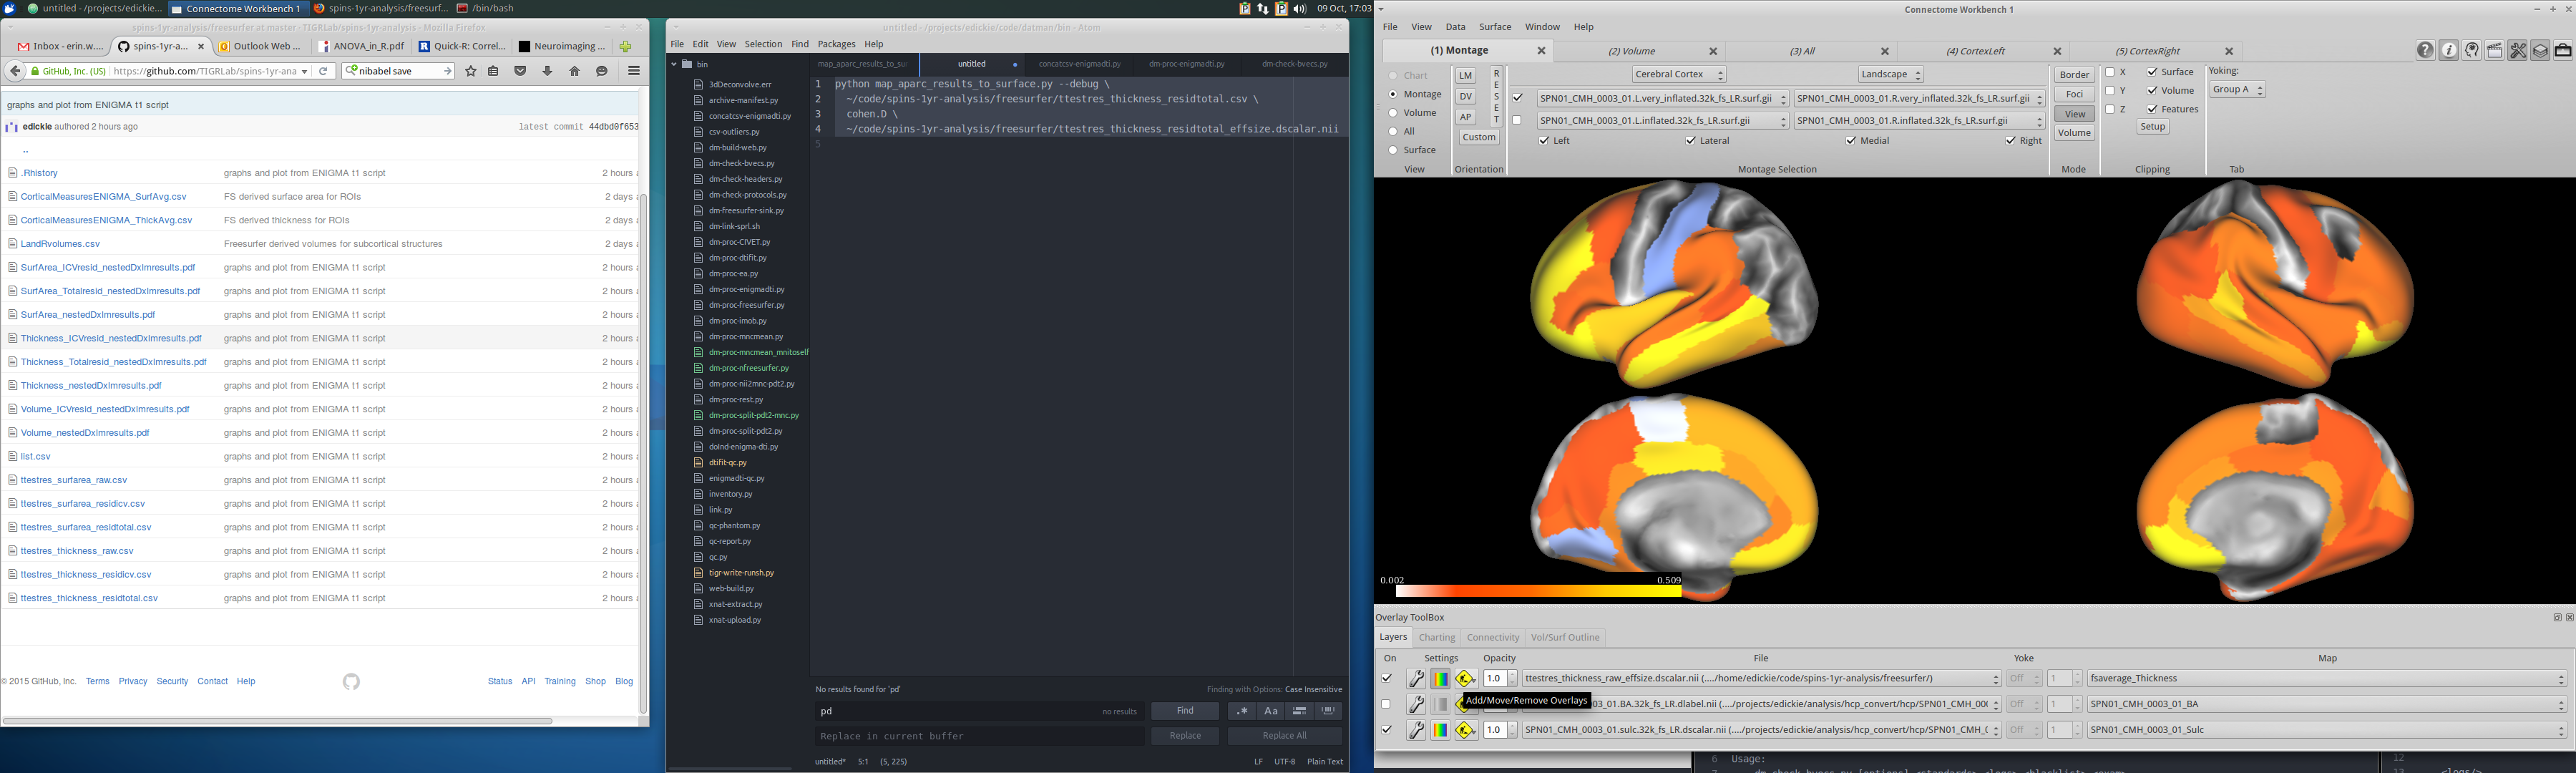 untitled - /projects/edickie...
Connectome Workbench 1
spins-1yr-analysis/freesurf...
/bin/bash
09 Oct, 17:03
spins-1yr-analysis/freesurfer at master · TIGRLab/spins-1yr-analysis - Mozilla Firefox
Inbox - erin.w....
spins-1yr-a...
Outlook Web ...
ANOVA_in_R.pdf
Quick-R: Correl...
Neuroimaging ...
GitHub, Inc. (US)
https://github.com/TIGRLab/spins-1yr-ana
nibabel save
graphs and plot from ENIGMA t1 script
edickie authored 2 hours ago
latest commit 44dbd0f653
..
.Rhistory graphs and plot from ENIGMA t1 script 2 hours
CorticalMeasuresENIGMA_SurfAvg.csv FS derived surface area for ROIs 2 days
CorticalMeasuresENIGMA_ThickAvg.csv FS derived thickness for ROIs 2 days
LandRvolumes.csv Freesurfer derived volumes for subcortical structures 2 days
SurfArea_ICVresid_nestedDxlmresults.pdf graphs and plot from ENIGMA t1 script 2 hours
SurfArea_Totalresid_nestedDxlmresults.pdf graphs and plot from ENIGMA t1 script 2 hours
SurfArea_nestedDxlmresults.pdf graphs and plot from ENIGMA t1 script 2 hours
Thickness_ICVresid_nestedDxlmresults.pdf graphs and plot from ENIGMA t1 script 2 hours
Thickness_Totalresid_nestedDxlmresults.pdf graphs and plot from ENIGMA t1 script 2 hours
Thickness_nestedDxlmresults.pdf graphs and plot from ENIGMA t1 script 2 hours
Volume_ICVresid_nestedDxlmresults.pdf graphs and plot from ENIGMA t1 script 2 hours
Volume_nestedDxlmresults.pdf graphs and plot from ENIGMA t1 script 2 hours
list.csv graphs and plot from ENIGMA t1 script 2 hours
ttestres_surfarea_raw.csv graphs and plot from ENIGMA t1 script 2 hours
ttestres_surfarea_residicv.csv graphs and plot from ENIGMA t1 script 2 hours
ttestres_surfarea_residtotal.csv graphs and plot from ENIGMA t1 script 2 hours
ttestres_thickness_raw.csv graphs and plot from ENIGMA t1 script 2 hours
ttestres_thickness_residicv.csv graphs and plot from ENIGMA t1 script 2 hours
ttestres_thickness_residtotal.csv graphs and plot from ENIGMA t1 script 2 hours
© 2015 GitHub, Inc. Terms Privacy Security Contact Help
Status API Training Shop Blog
untitled - /projects/edickie/code/datman/bin - Atom
File Edit View Selection Find Packages Help
bin
3dDeconvolve.err
archive-manifest.py
concatcsv-enigmadti.py
csv-outliers.py
dm-build-web.py
dm-check-bvecs.py
dm-check-headers.py
dm-check-protocols.py
dm-freesurfer-sink.py
dm-link-sprl.sh
dm-proc-CIVET.py
dm-proc-dtifit.py
dm-proc-ea.py
dm-proc-enigmadti.py
dm-proc-freesurfer.py
dm-proc-imob.py
dm-proc-mncmean.py
dm-proc-mncmean_mnitoself
dm-proc-nfreesurfer.py
dm-proc-nii2mnc-pdt2.py
dm-proc-rest.py
dm-proc-split-pdt2-mnc.py
dm-proc-split-pdt2.py
doInd-enigma-dti.py
dtifit-qc.py
enigmadti-qc.py
inventory.py
link.py
qc-phantom.py
qc-report.py
qc.py
tigr-write-runsh.py
web-build.py
xnat-extract.py
xnat-upload.py
map_aparc_results_to_su
untitled
concatcsv-enigmadti.py
dm-proc-enigmadti.py
dm-check-bvecs.py
1 python map_aparc_results_to_surface.py --debug \
2 ~/code/spins-1yr-analysis/freesurfer/ttestres_thickness_residtotal.csv \
3 cohen.D \
4 ~/code/spins-1yr-analysis/freesurfer/ttestres_thickness_residtotal_effsize.dscalar.nii
5
No results found for 'pd'
Finding with Options: Case Insensitive
pd
no results
Find
.*
Aa
Replace in current buffer
Replace
Replace All
untitled* 5:1 (5, 225)
LF UTF-8 Plain Text
Connectome Workbench 1
File View Data Surface Window Help
(1) Montage
(2) Volume
(3) All
(4) CortexLeft
(5) CortexRight
Chart
Montage
Volume
All
Surface
View
LM
DV
AP
Custom
RESET
Orientation
Cerebral Cortex
Landscape
SPN01_CMH_0003_01.L.very_inflated.32k_fs_LR.surf.gii
SPN01_CMH_0003_01.R.very_inflated.32k_fs_LR.surf.gii
SPN01_CMH_0003_01.L.inflated.32k_fs_LR.surf.gii
SPN01_CMH_0003_01.R.inflated.32k_fs_LR.surf.gii
Left Lateral Medial Right
Montage Selection
Border
Foci
View
Volume
Mode
X Surface
Y Volume
Z Features
Setup
Clipping
Yoking:
Group A
Tab
0.002 0.509
Overlay ToolBox
Layers Charting Connectivity Vol/Surf Outline
On Settings Opacity File Yoke Map
1.0 ttestres_thickness_raw_effsize.dscalar.nii (..../home/edickie/code/spins-1yr-analysis/freesurfer/) Off 1 fsaverage_Thickness
Add/Move/Remove Overlays
003_01.BA.32k_fs_LR.dlabel.nii (..../projects/edickie/analysis/hcp_convert/hcp/SPN01_CMH_00( Off 1 SPN01_CMH_0003_01_BA
1.0 SPN01_CMH_0003_01.sulc.32k_fs_LR.dscalar.nii (..../projects/edickie/analysis/hcp_convert/hcp/SPN01_CMH_( Off 1 SPN01_CMH_0003_01_Sulc
6 Usage:
12